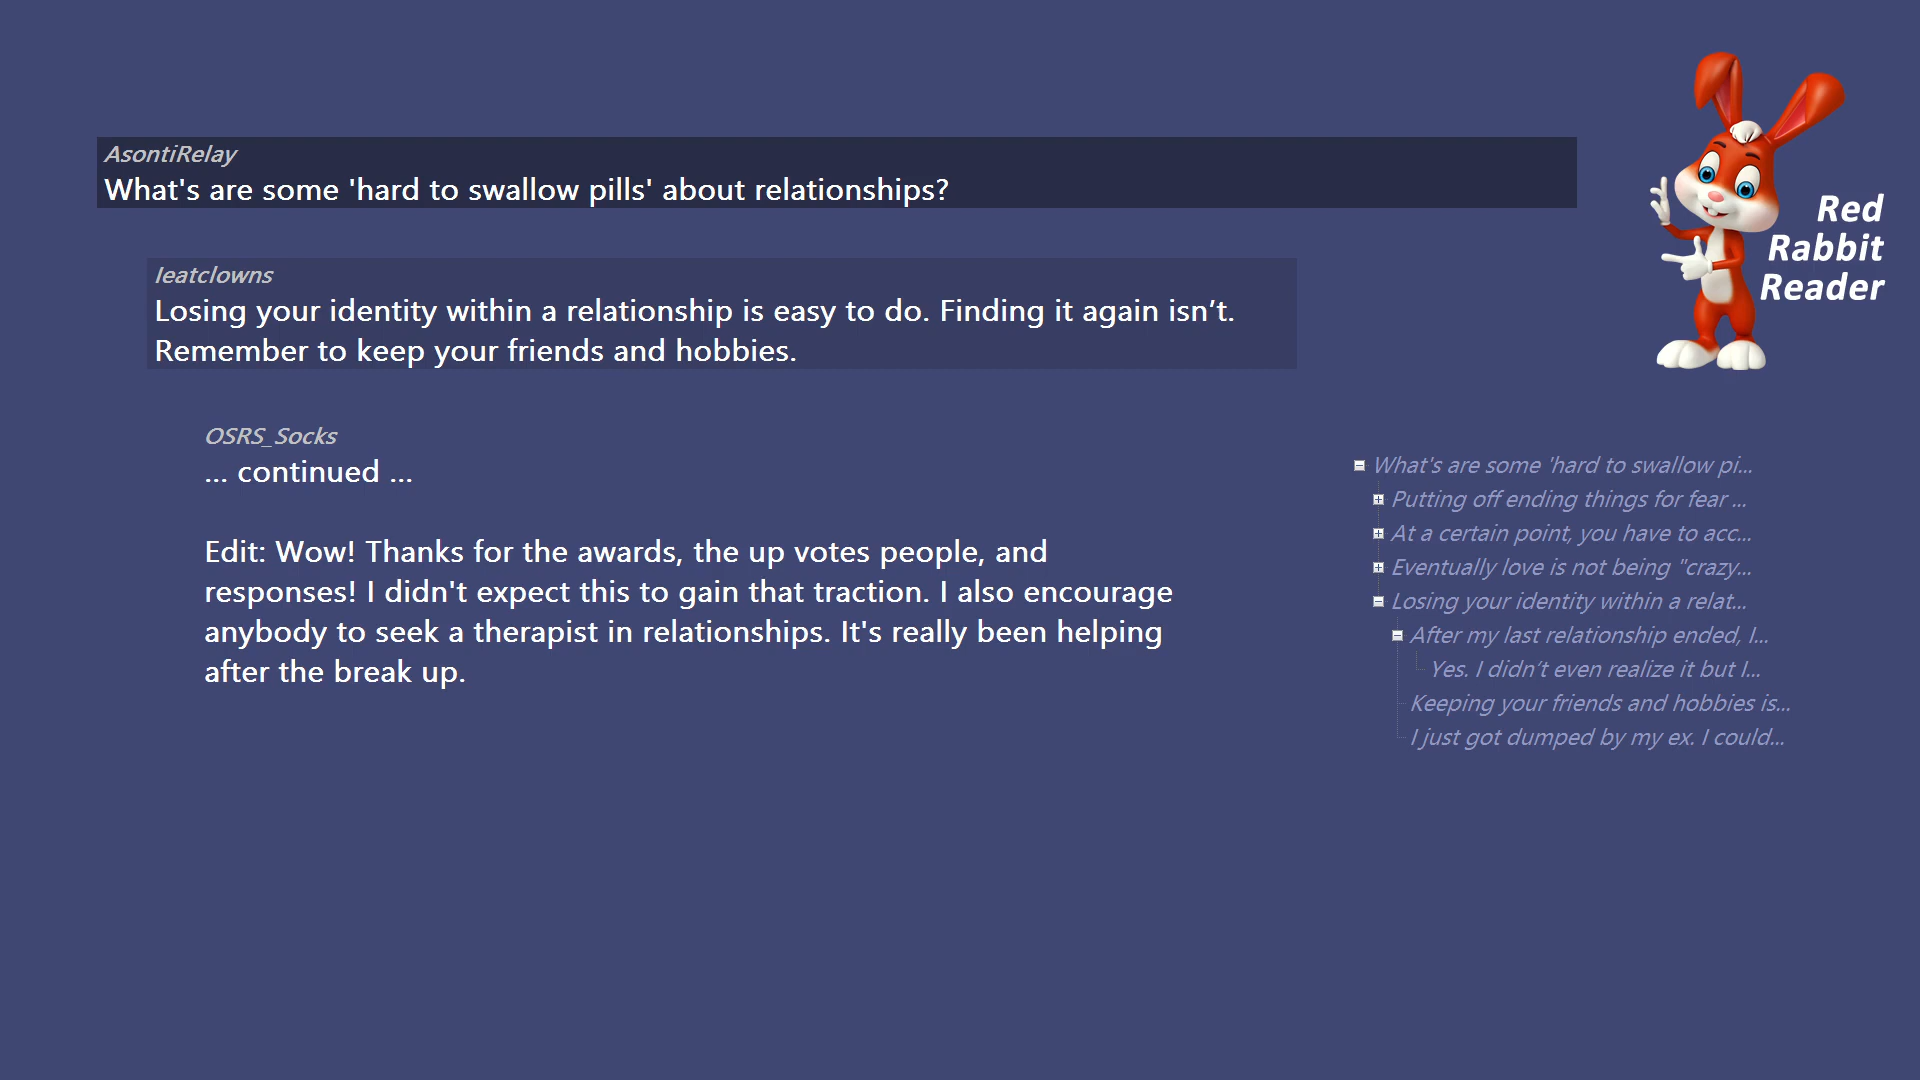 AsontiRelay
What's are some 'hard to swallow pills' about relationships?
Red
Rabbit
Reader
leatclowns
Losing your identity within a relationship is easy to do. Finding it again isn’t.
Remember to keep your friends and hobbies.
OSRS_Socks
... continued ...
Edit: Wow! Thanks for the awards, the up votes people, and
responses! I didn't expect this to gain that traction. I also encourage
anybody to seek a therapist in relationships. It's really been helping
after the break up.
What's are some 'hard to swallow pi...
Putting off ending things for fear ...
At a certain point, you have to acc...
Eventually love is not being "crazy...
Losing your identity within a relat...
After my last relationship ended, I...
Yes. I didn’t even realize it but I...
Keeping your friends and hobbies is...
I just got dumped by my ex. I could...